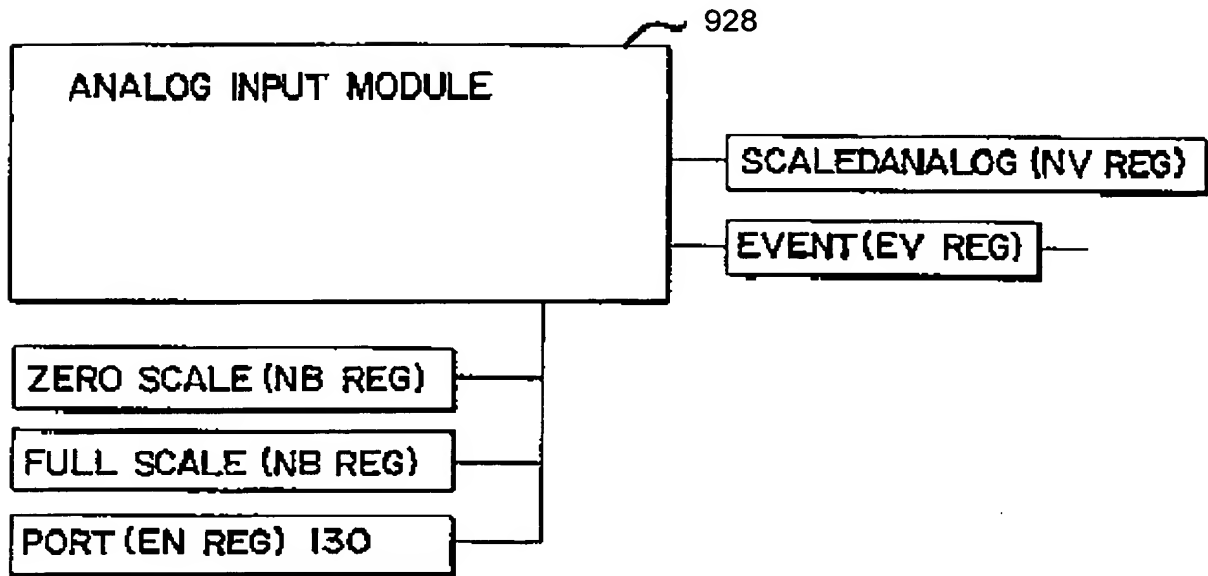 928
ANALOG INPUT MODULE
SCALEDANALOG (NV REG)
EVENT (EV REG)
ZERO SCALE (NB REG)
FULL SCALE (NB REG)
PORT (EN REG) 130